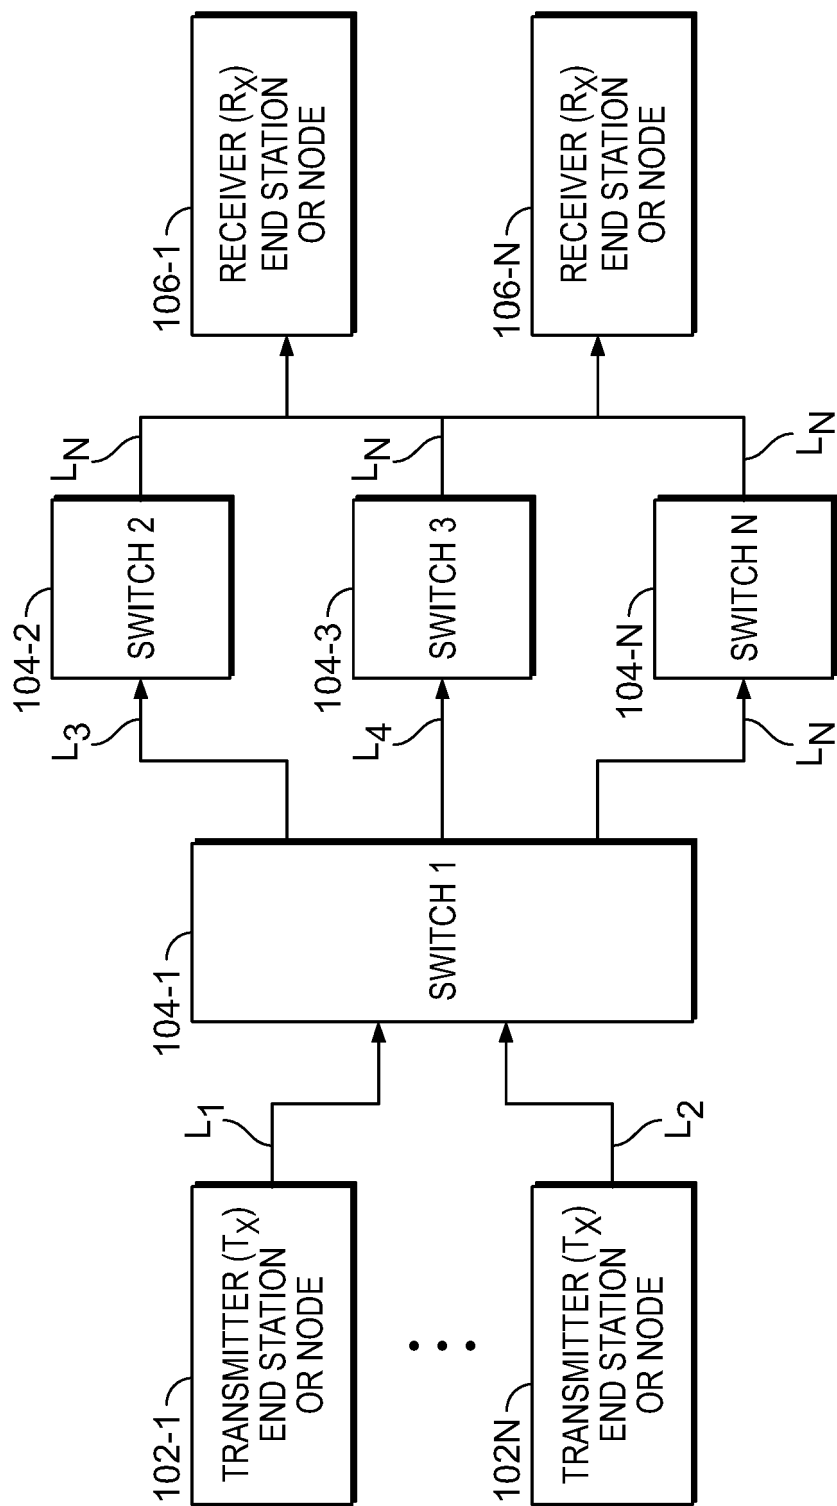 102-1
TRANSMITTER (TX)
END STATION
OR NODE
102N
TRANSMITTER (TX)
END STATION
OR NODE
L1
L2
104-1
SWITCH 1
L3
L4
LN
104-2
SWITCH 2
104-3
SWITCH 3
104-N
SWITCH N
LN
LN
LN
106-1
RECEIVER (RX)
END STATION
OR NODE
106-N
RECEIVER (RX)
END STATION
OR NODE